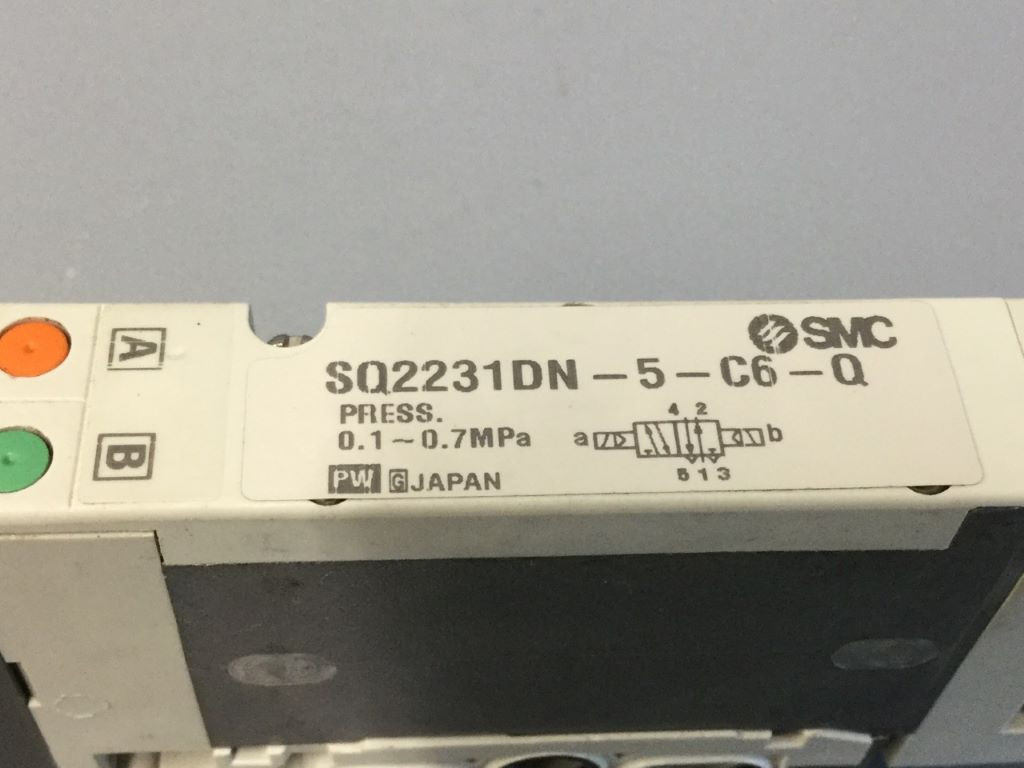 SMC
SQ2231DN-5-C6-Q
PRESS.
0.1~0.7MPa
4 2
a b
5 1 3
PW G JAPAN
A
B